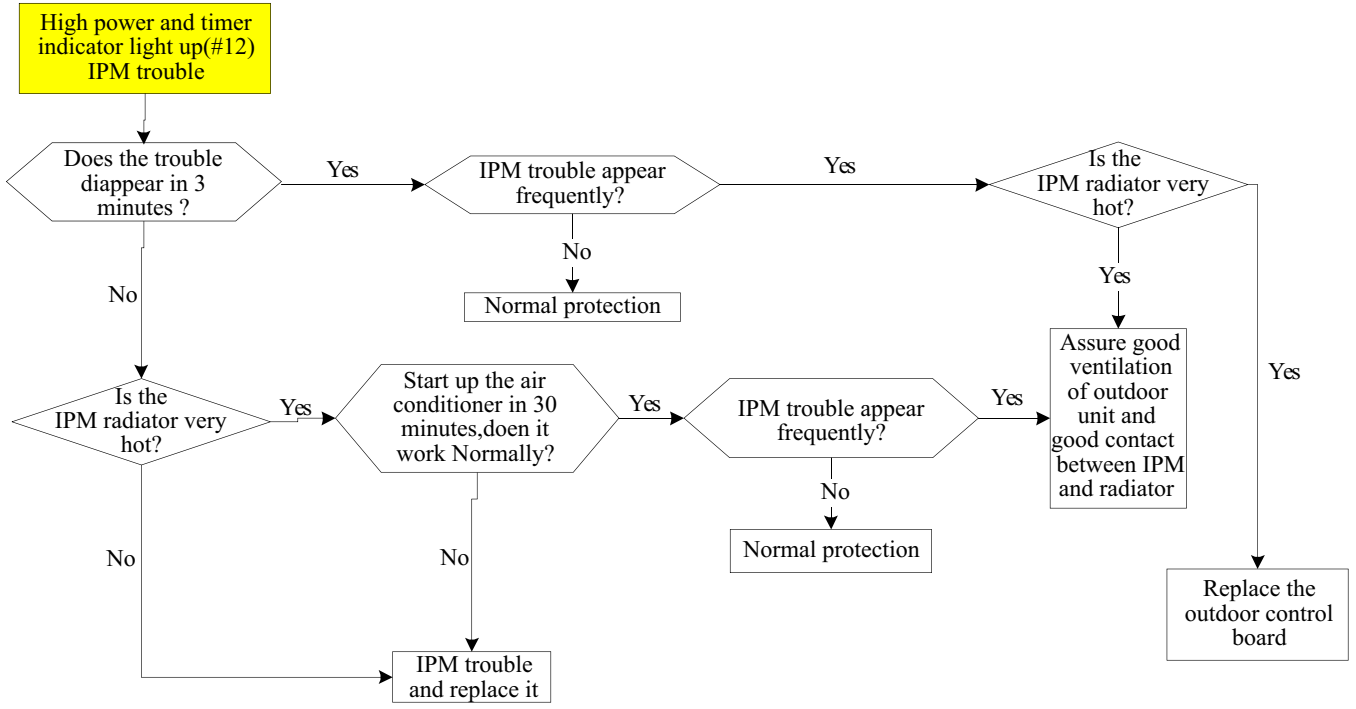 High power and timer
indicator light up(#12)
IPM trouble
Does the trouble
diappear in 3
minutes ?
Yes
IPM trouble appear
frequently?
Yes
Is the
IPM radiator very
hot?
No
Normal protection
Yes
No
Assure good
ventilation
of outdoor
unit and
good contact
between IPM
and radiator
Yes
Is the
IPM radiator very
hot?
Yes
Start up the air
conditioner in 30
minutes,doen it
work Normally?
Yes
IPM trouble appear
frequently?
Yes
No
Normal protection
No
No
Replace the
outdoor control
board
IPM trouble
and replace it